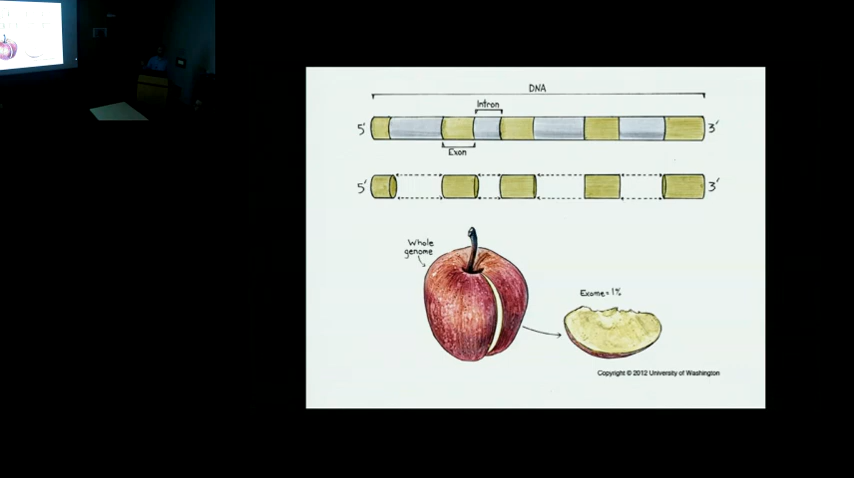 DNA
Intron
5′ 3′
Exon
5′ 3′
Whole
genome
Exome = 1%
Copyright © 2012 University of Washington